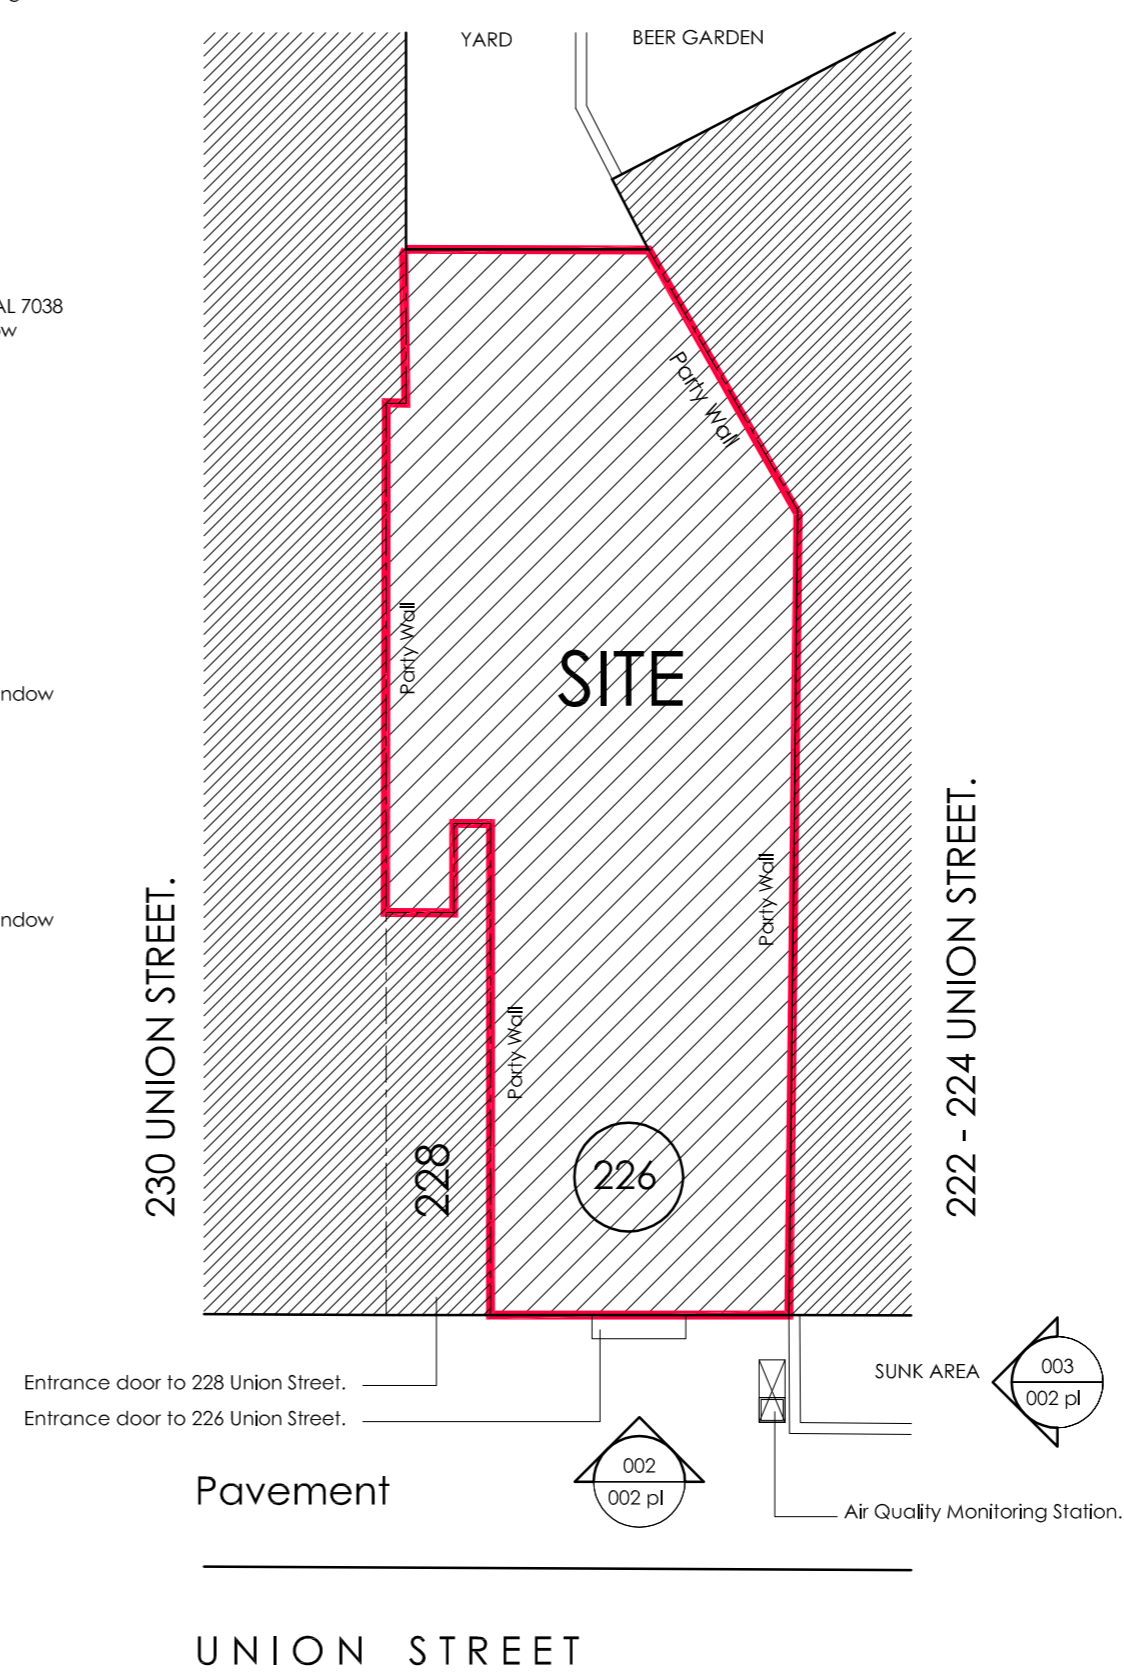 YARD
BEER GARDEN
AL 7038
Party Wall
Party Wall
SITE
ndow
Party Wall
ndow
230 UNION STREET.
222 - 224 UNION STREET.
Party Wall
228
226
Entrance door to 228 Union Street.
SUNK AREA
003
002 pl
Entrance door to 226 Union Street.
002
002 pl
Pavement
Air Quality Monitoring Station.
UNION STREET